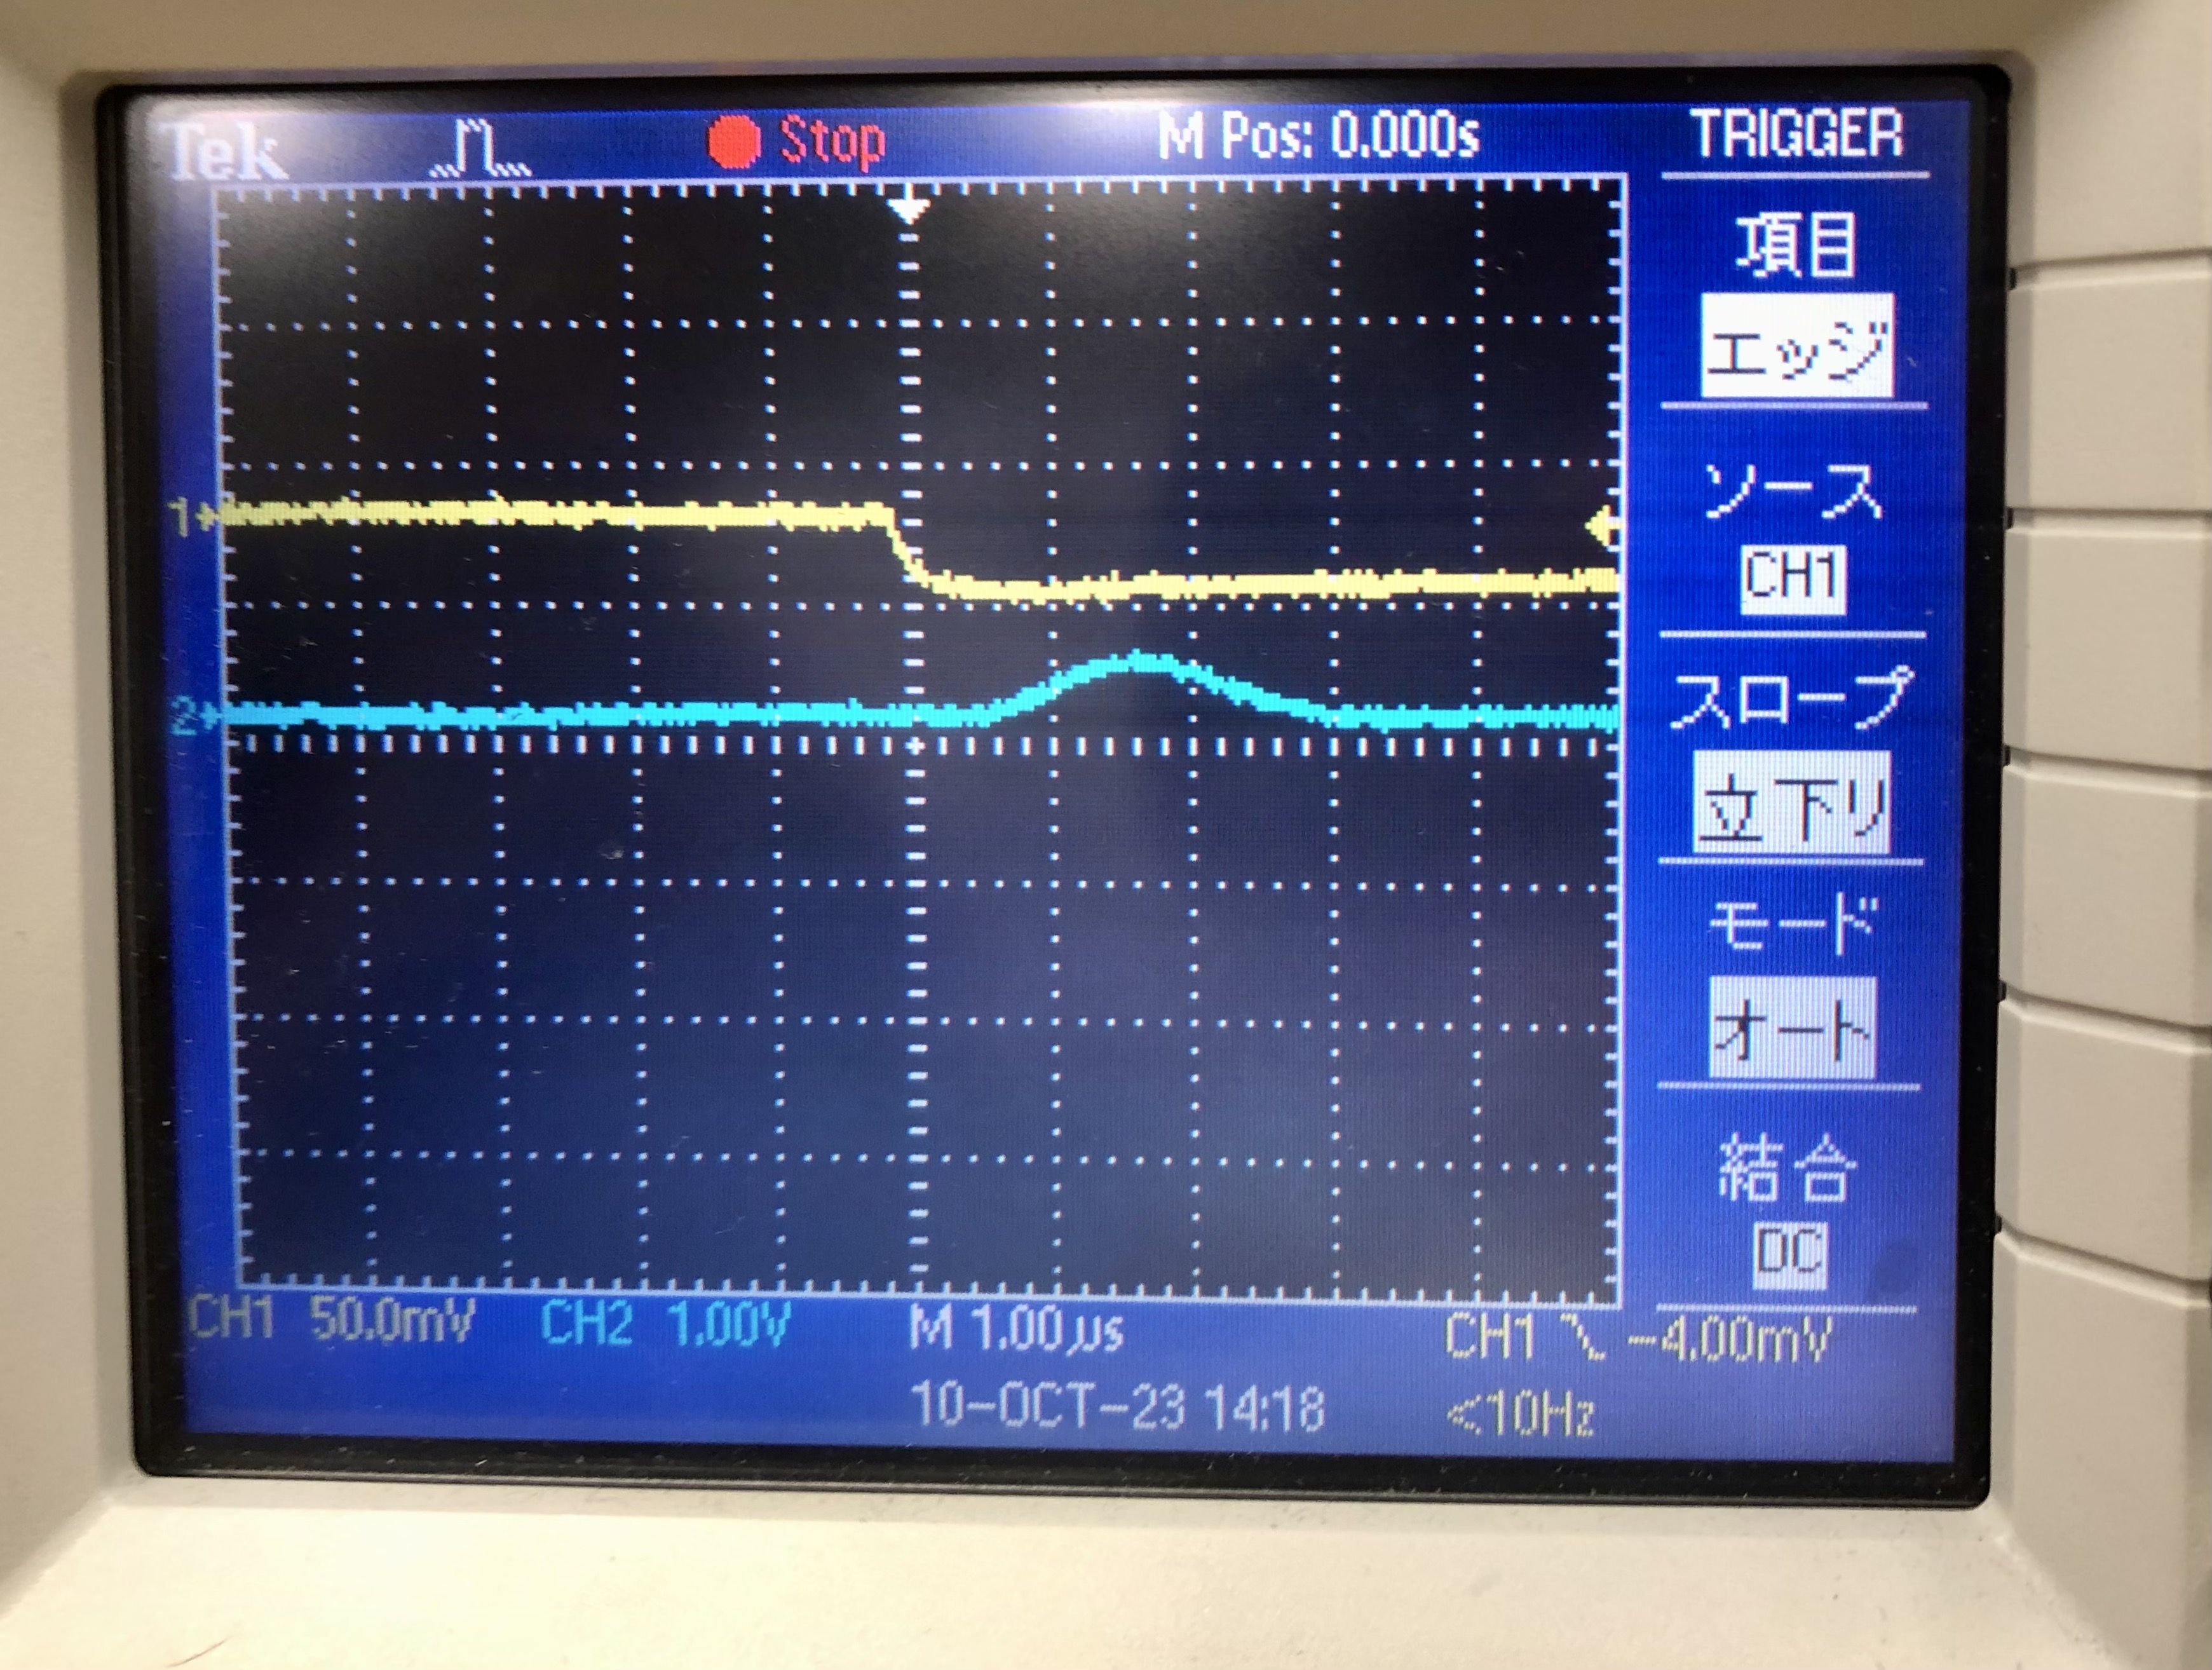 Tek Stop M Pos: 0.000s TRIGGER
項目
エッジ
ソース
CH1
スロープ
立下り
モード
オート
結合
DC
1
2
CH1 50.0mV CH2 1.00V M 1.00µs CH1 -4.00mV
10-OCT-23 14:18 <10Hz